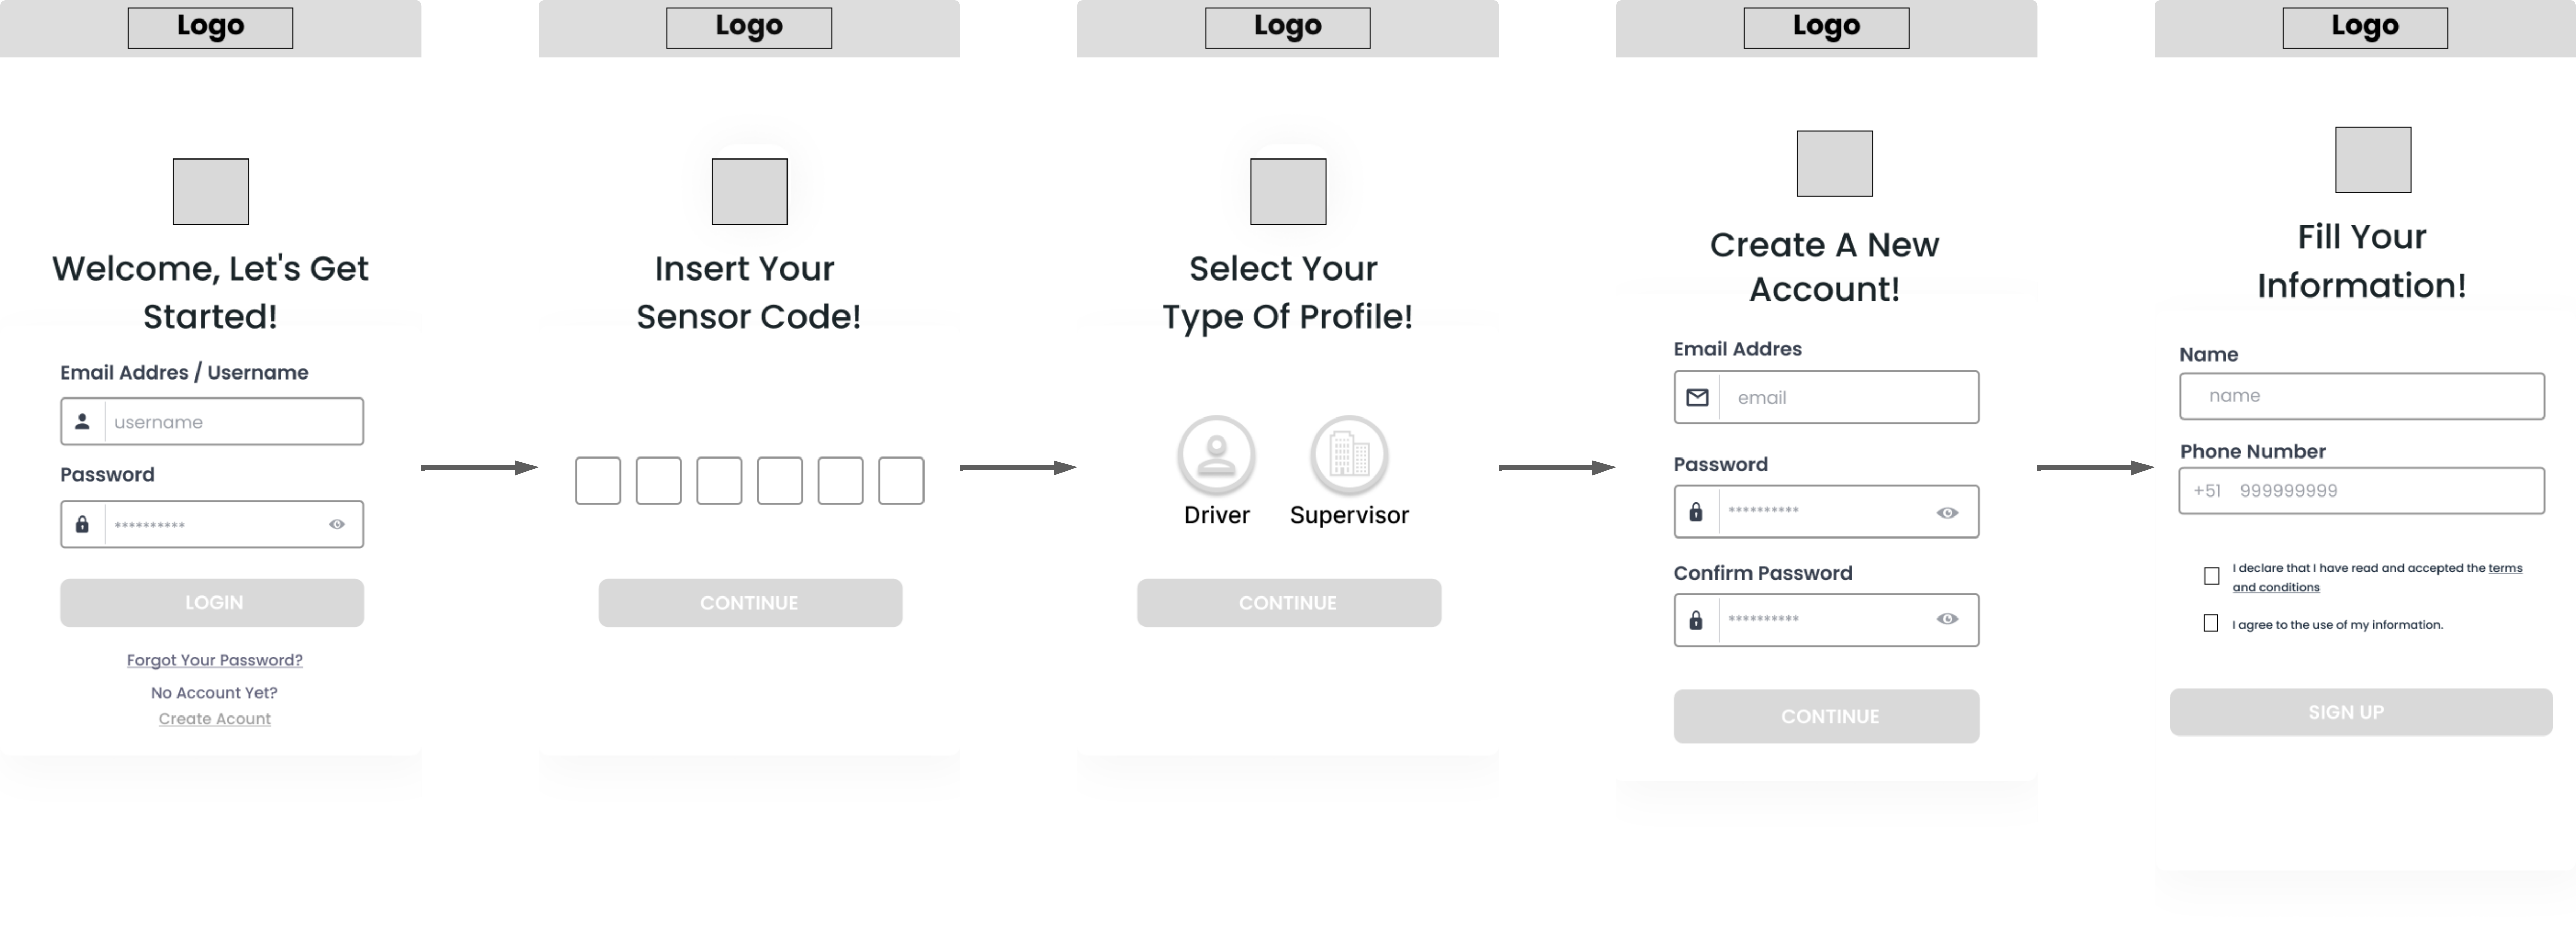 Logo
Welcome, Let's Get
Started!
Email Addres / Username
username
Password
**********
LOGIN
Forgot Your Password?
No Account Yet?
Create Acount
Logo
Insert Your
Sensor Code!
CONTINUE
Logo
Select Your
Type Of Profile!
Driver
Supervisor
CONTINUE
Logo
Create A New
Account!
Email Addres
email
Password
**********
Confirm Password
**********
CONTINUE
Logo
Fill Your
Information!
Name
name
Phone Number
+51 999999999
I declare that I have read and accepted the terms
and conditions
I agree to the use of my information.
SIGN UP